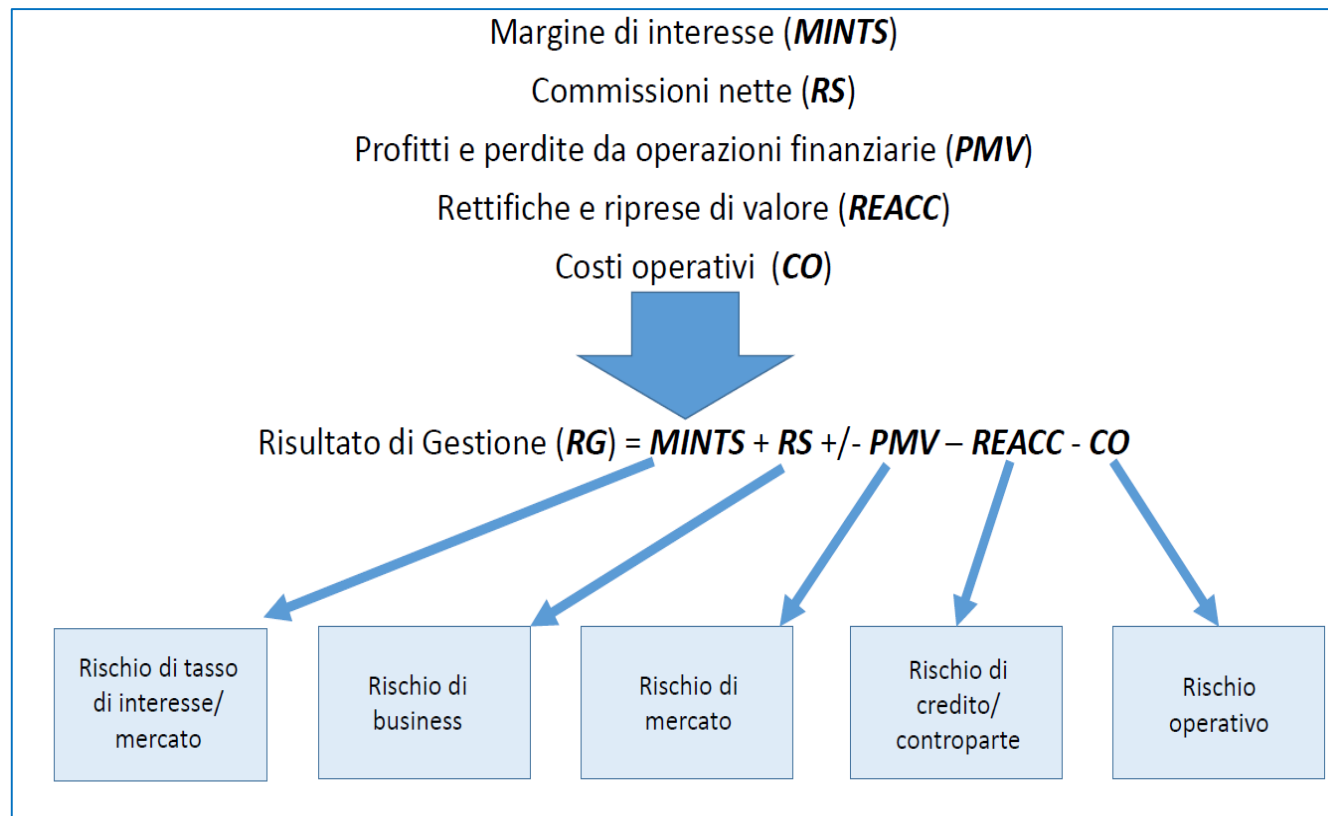 Margine di interesse (MINTS)
Commissioni nette (RS)
Profitti e perdite da operazioni finanziarie (PMV)
Rettifiche e riprese di valore (REACC)
Costi operativi  (CO)
Risultato di Gestione (RG) = MINTS + RS +/- PMV – REACC - CO
Rischio di tasso
di interesse/
mercato
Rischio di
business
Rischio di
mercato
Rischio di
credito/
controparte
Rischio
operativo